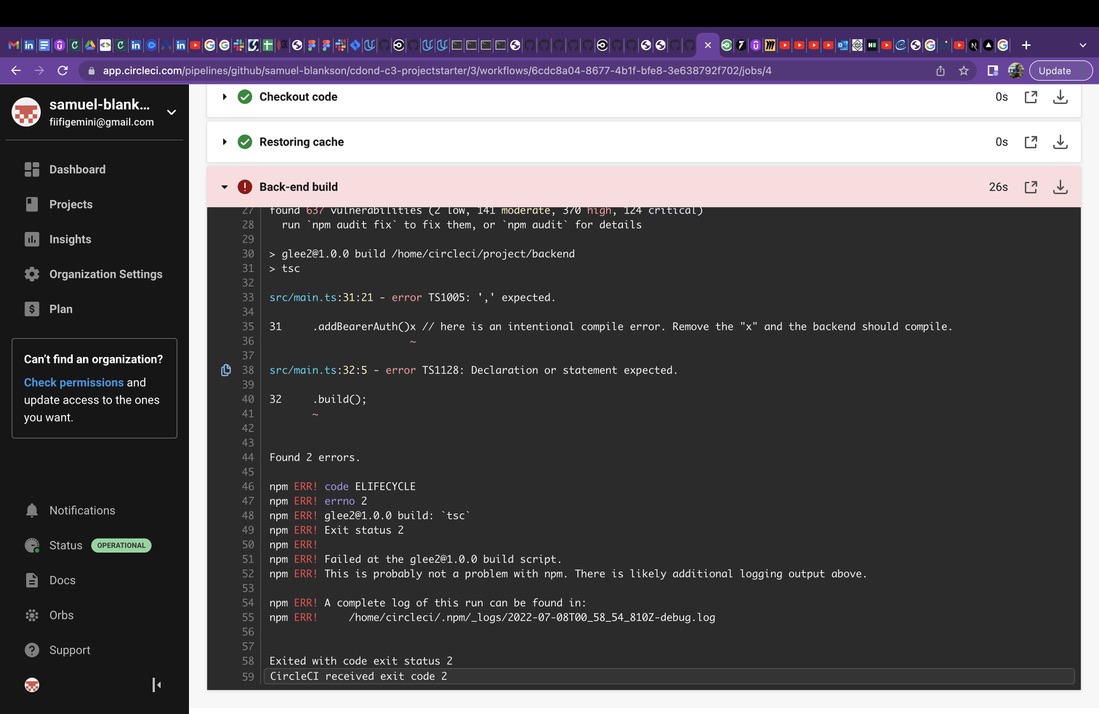 app.circleci.com/pipelines/github/samuel-blankson/cdond-c3-projectstarter/3/workflows/6cdc8a04-8677-4b1f-bfe8-3e638792f702/jobs/4
Update
samuel-blank...
fiifigemini@gmail.com
Dashboard
Projects
Insights
Organization Settings
Plan
Can't find an organization?
Check permissions and
update access to the ones
you want.
Notifications
Status OPERATIONAL
Docs
Orbs
Support
Checkout code 0s
Restoring cache 0s
Back-end build 26s
27 found 637 vulnerabilities (2 low, 141 moderate, 370 high, 124 critical)
28 run `npm audit fix` to fix them, or `npm audit` for details
29
30 > glee2@1.0.0 build /home/circleci/project/backend
31 > tsc
32
33 src/main.ts:31:21 - error TS1005: ',' expected.
34
35 31 .addBearerAuth()x // here is an intentional compile error. Remove the "x" and the backend should compile.
36 ~
37
38 src/main.ts:32:5 - error TS1128: Declaration or statement expected.
39
40 32 .build();
41 ~
42
43
44 Found 2 errors.
45
46 npm ERR! code ELIFECYCLE
47 npm ERR! errno 2
48 npm ERR! glee2@1.0.0 build: `tsc`
49 npm ERR! Exit status 2
50 npm ERR!
51 npm ERR! Failed at the glee2@1.0.0 build script.
52 npm ERR! This is probably not a problem with npm. There is likely additional logging output above.
53
54 npm ERR! A complete log of this run can be found in:
55 npm ERR! /home/circleci/.npm/_logs/2022-07-08T00_58_54_810Z-debug.log
56
57
58 Exited with code exit status 2
59 CircleCI received exit code 2